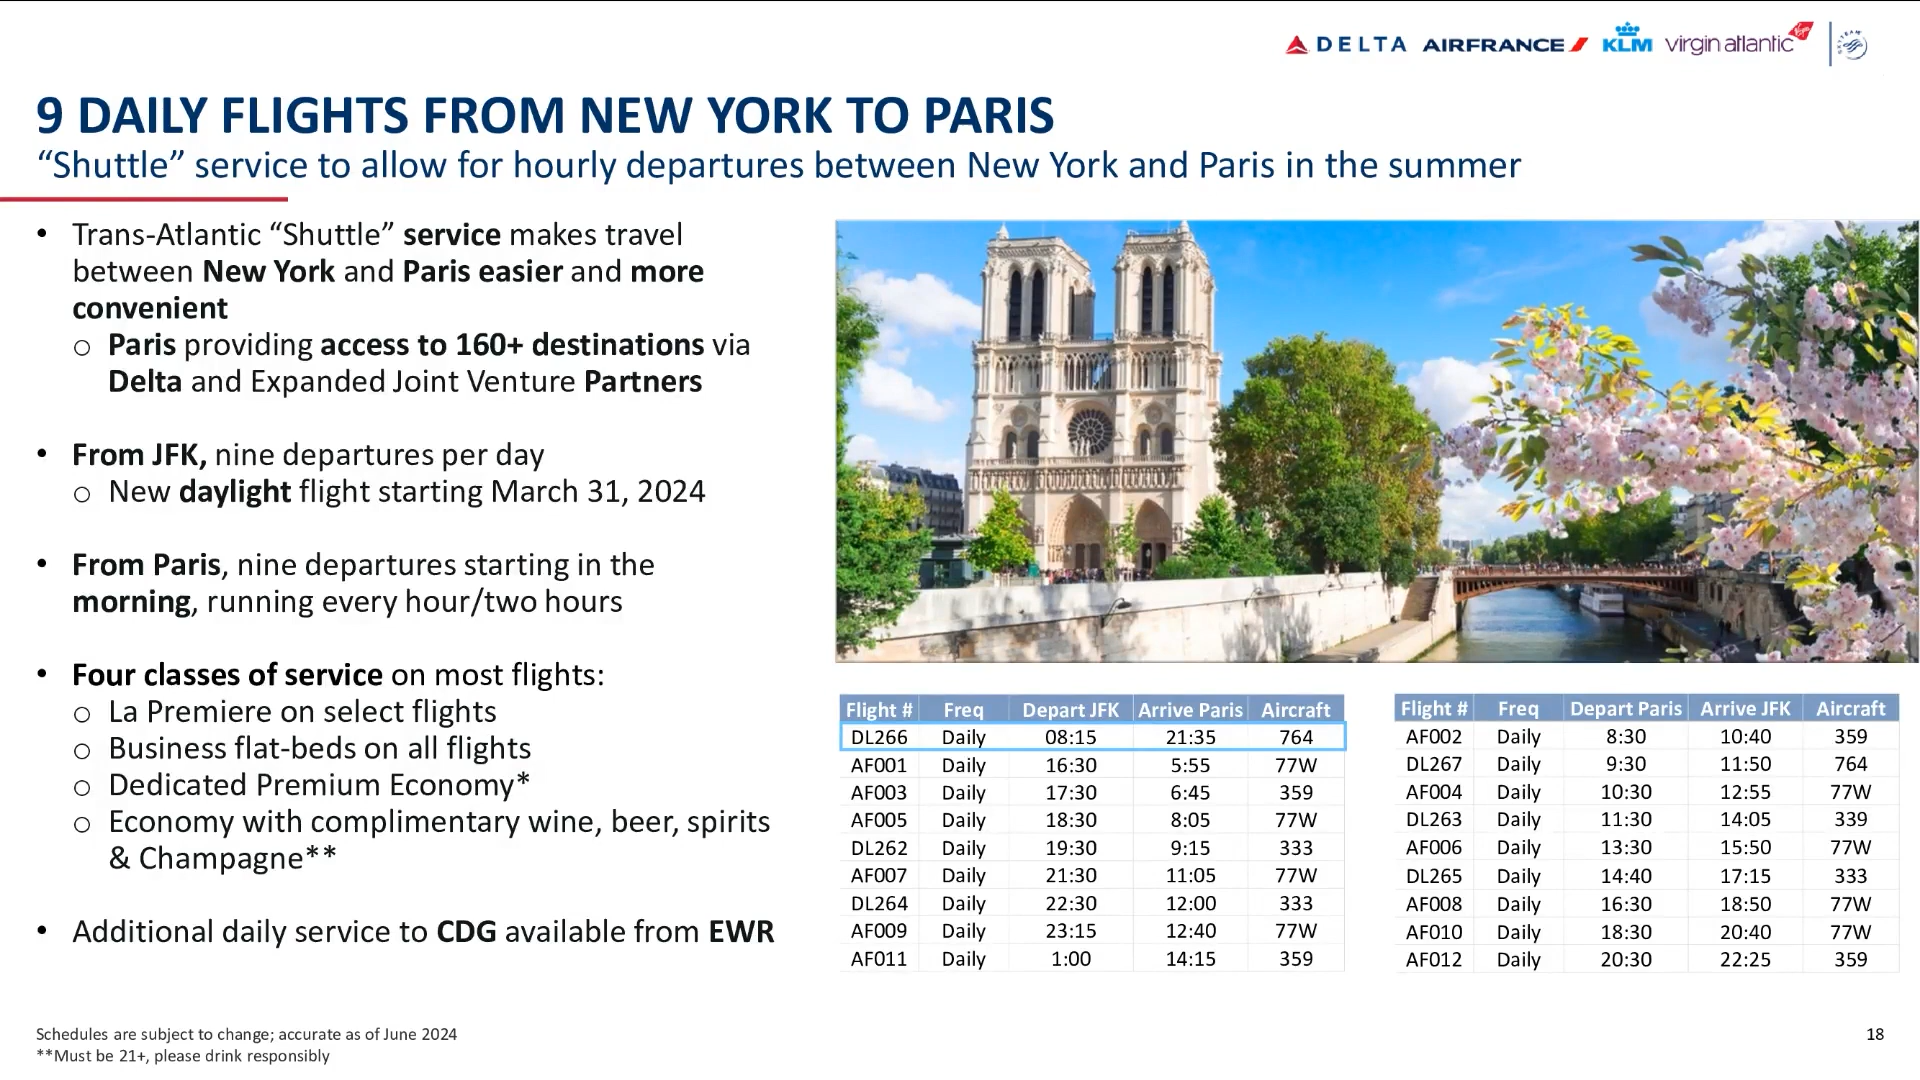 DELTA AIRFRANCE KLM virgin atlantic
9 DAILY FLIGHTS FROM NEW YORK TO PARIS
“Shuttle” service to allow for hourly departures between New York and Paris in the summer
• Trans-Atlantic “Shuttle” service makes travel
between New York and Paris easier and more
convenient
o Paris providing access to 160+ destinations via
Delta and Expanded Joint Venture Partners
• From JFK, nine departures per day
o New daylight flight starting March 31, 2024
• From Paris, nine departures starting in the
morning, running every hour/two hours
• Four classes of service on most flights:
o La Premiere on select flights
o Business flat-beds on all flights
o Dedicated Premium Economy*
o Economy with complimentary wine, beer, spirits
& Champagne**
• Additional daily service to CDG available from EWR
Flight # Freq Depart JFK Arrive Paris Aircraft
DL266 Daily 08:15 21:35 764
AF001 Daily 16:30 5:55 77W
AF003 Daily 17:30 6:45 359
AF005 Daily 18:30 8:05 77W
DL262 Daily 19:30 9:15 333
AF007 Daily 21:30 11:05 77W
DL264 Daily 22:30 12:00 333
AF009 Daily 23:15 12:40 77W
AF011 Daily 1:00 14:15 359
Flight # Freq Depart Paris Arrive JFK Aircraft
AF002 Daily 8:30 10:40 359
DL267 Daily 9:30 11:50 764
AF004 Daily 10:30 12:55 77W
DL263 Daily 11:30 14:05 339
AF006 Daily 13:30 15:50 77W
DL265 Daily 14:40 17:15 333
AF008 Daily 16:30 18:50 77W
AF010 Daily 18:30 20:40 77W
AF012 Daily 20:30 22:25 359
Schedules are subject to change; accurate as of June 2024
**Must be 21+, please drink responsibly
18